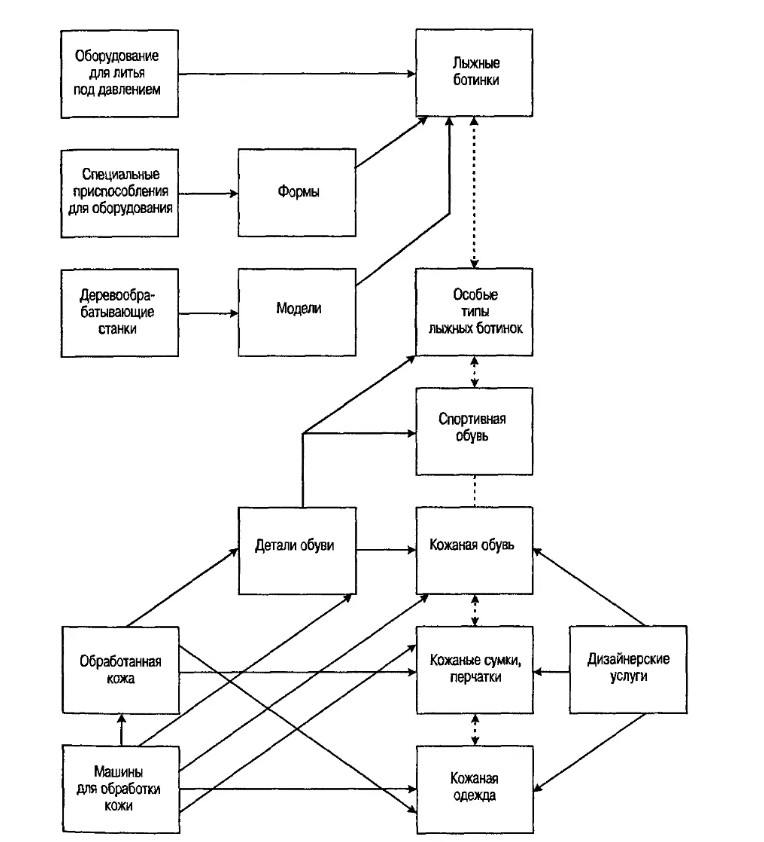 Оборудование
для литья
под давлением
Лыжные
ботинки
Специальные
приспособления
для оборудования
Формы
Деревообра-
батывающие
станки
Модели
Особые
типы
лыжных ботинок
Спортивная
обувь
Детали обуви
Кожаная обувь
Обработанная
кожа
Кожаные сумки,
перчатки
Дизайнерские
услуги
Машины
для обработки
кожи
Кожаная
одежда